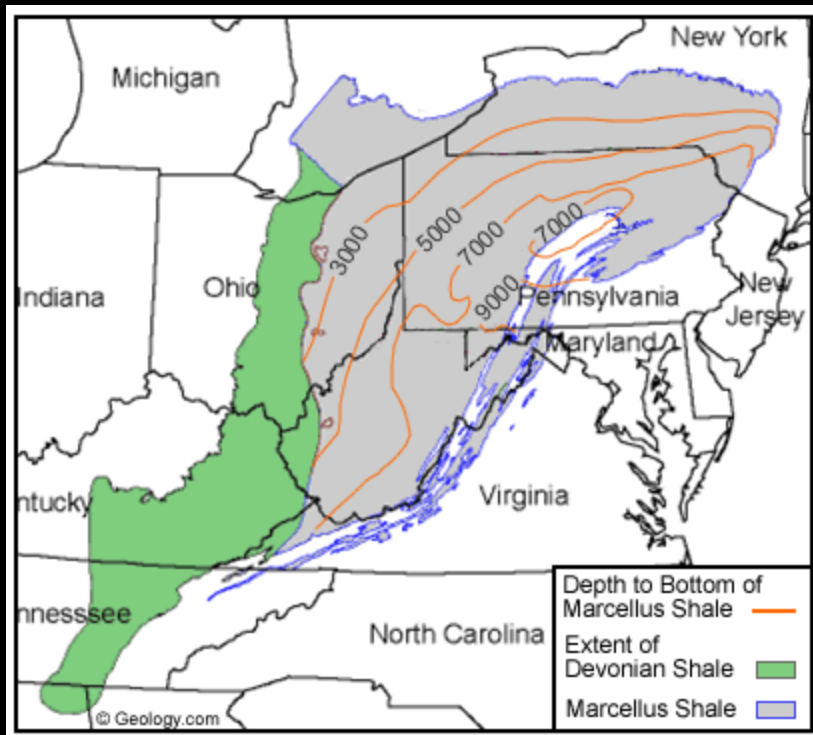 New York
Michigan
3000
5000
7000
7000
9000
Indiana
Ohio
Pennsylvania
New
Jersey
Maryland
Virginia
ntucky
nnesssee
North Carolina
© Geology.com
Depth to Bottom of
Marcellus Shale
Extent of
Devonian Shale
Marcellus Shale